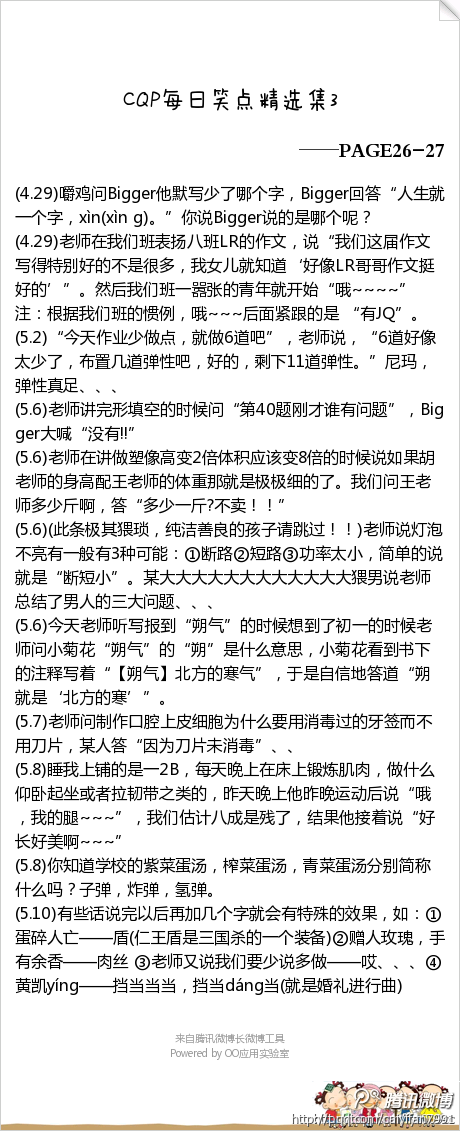 CQP每日笑点精选集3
——PAGE26-27
(4.29)嚼鸡问Bigger他默写少了哪个字，Bigger回答“人生就
一个字，xìn(xìn g)。”你说Bigger说的是哪个呢？
(4.29)老师在我们班表扬八班LR的作文，说“我们这届作文
写得特别好的不是很多，我女儿就知道‘好像LR哥哥作文挺
好的’”。然后我们班一嚣张的青年就开始“哦~~~~”
注：根据我们班的惯例，哦~~~后面紧跟的是 “有JQ”。
(5.2)“今天作业少做点，就做6道吧”，老师说，“6道好像
太少了，布置几道弹性吧，好的，剩下11道弹性。”尼玛，
弹性真足、、、
(5.6)老师讲完形填空的时候问“第40题刚才谁有问题”，Big
ger大喊“没有!!”
(5.6)老师在讲做塑像高变2倍体积应该变8倍的时候说如果胡
老师的身高配王老师的体重那就是极极细的了。我们问王老
师多少斤啊，答“多少一斤?不卖！！”
(5.6)(此条极其猥琐，纯洁善良的孩子请跳过！！)老师说灯泡
不亮有一般有3种可能：①断路②短路③功率太小，简单的说
就是“断短小”。某大大大大大大大大大大大大猥男说老师
总结了男人的三大问题、、、
(5.6)今天老师听写报到“朔气”的时候想到了初一的时候老
师问小菊花“朔气”的“朔”是什么意思，小菊花看到书下
的注释写着“【朔气】北方的寒气”，于是自信地答道“朔
就是‘北方的寒’”。
(5.7)老师问制作口腔上皮细胞为什么要用消毒过的牙签而不
用刀片，某人答“因为刀片未消毒”、、
(5.8)睡我上铺的是一2B，每天晚上在床上锻炼肌肉，做什么
仰卧起坐或者拉韧带之类的，昨天晚上他昨晚运动后说“哦
，我的腿~~~”，我们估计八成是残了，结果他接着说“好
长好美啊~~~”
(5.8)你知道学校的紫菜蛋汤，榨菜蛋汤，青菜蛋汤分别简称
什么吗？子弹，炸弹，氢弹。
(5.10)有些话说完以后再加几个字就会有特殊的效果，如：①
蛋碎人亡——盾(仁王盾是三国杀的一个装备)②赠人玫瑰，手
有余香——肉丝 ③老师又说我们要少说多做——哎、、、④
黄凯yíng——挡当当当，挡当dáng当(就是婚礼进行曲)
来自腾讯微博长微博工具
Powered by OO应用实验室
腾讯微博